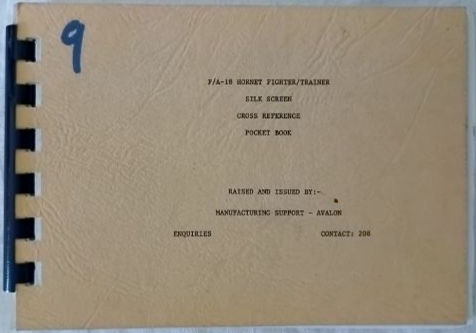 9
F/A-18 HORNET FIGHTER/TRAINER
SILK SCREEN
CROSS REFERENCE
POCKET BOOK
RAISED AND ISSUED BY:-
MANUFACTURING SUPPORT - AVALON
ENQUIRIES CONTACT: 208